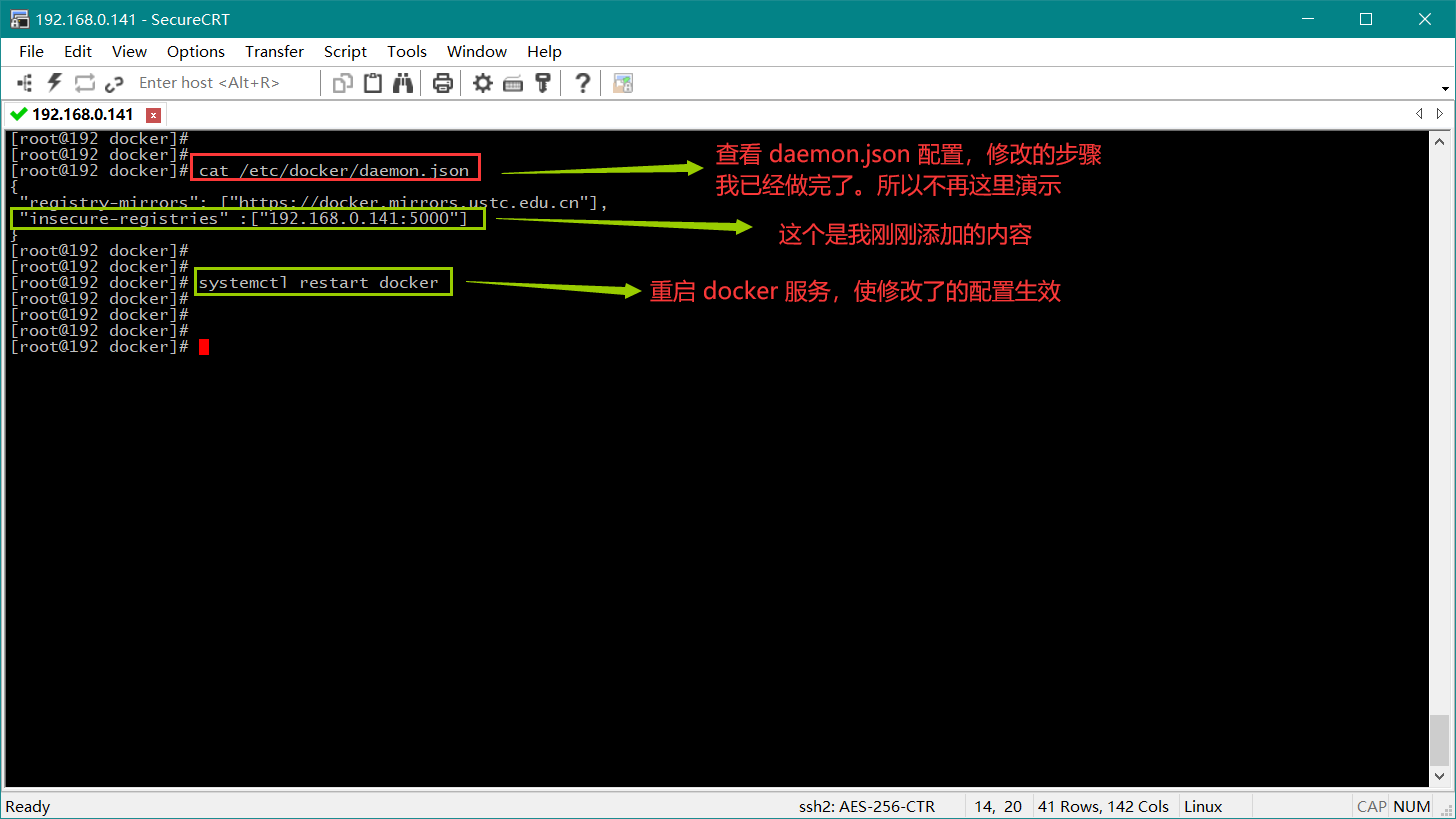 192.168.0.141 - SecureCRT
File Edit View Options Transfer Script Tools Window Help
Enter host <Alt+R>
192.168.0.141
[root@192 docker]#
[root@192 docker]#
[root@192 docker]# cat /etc/docker/daemon.json
查看 daemon.json 配置，修改的步骤
我已经做完了。所以不再这里演示
{
"registry-mirrors": ["https://docker.mirrors.ustc.edu.cn"],
"insecure-registries" :["192.168.0.141:5000"]
这个是我刚刚添加的内容
}
[root@192 docker]#
[root@192 docker]#
[root@192 docker]# systemctl restart docker
重启 docker 服务，使修改了的配置生效
[root@192 docker]#
[root@192 docker]#
[root@192 docker]#
[root@192 docker]#
Ready ssh2: AES-256-CTR 14, 20 41 Rows, 142 Cols Linux CAP NUM